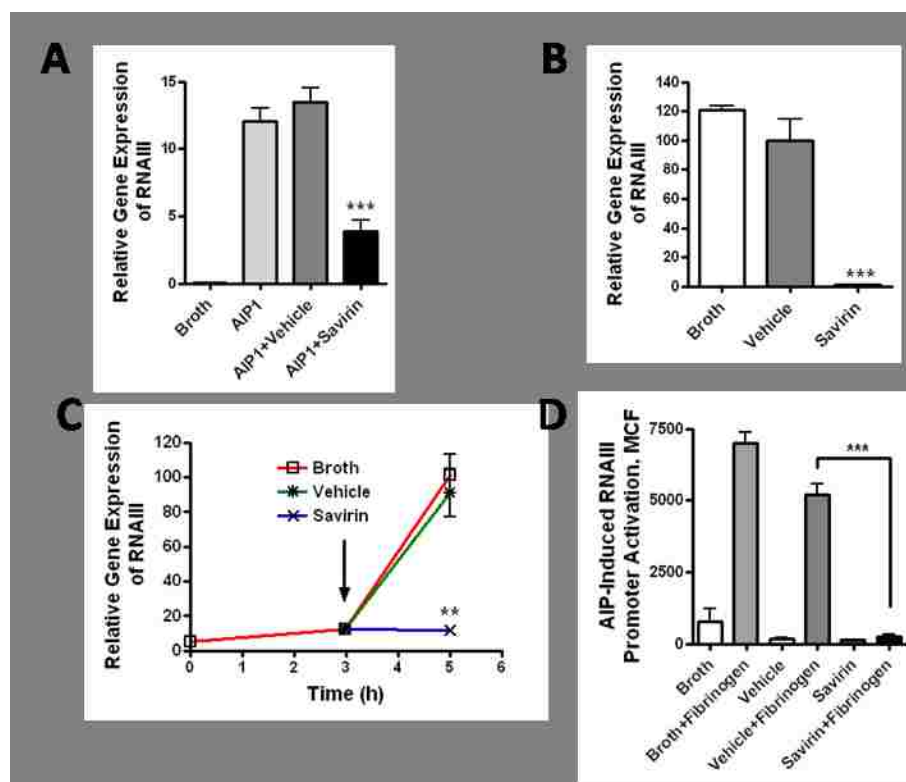 A
Relative Gene Expression
of RNAIII
15
10
5
0
Broth
AIP1
AIP1+Vehicle
AIP1+Savirin
***
B
Relative Gene Expression
of RNAIII
140
120
100
80
60
40
20
0
Broth
Vehicle
Savirin
***
C
Relative Gene Expression
of RNAIII
120
100
80
60
40
20
0
Broth
Vehicle
Savirin
**
0 1 2 3 4 5 6
Time (h)
D
AIP-Induced RNAIII
Promoter Activation, MCF
7500
5000
2500
0
***
Broth
Broth+Fibrinogen
Vehicle
Vehicle+Fibrinogen
Savirin
Savirin+Fibrinogen